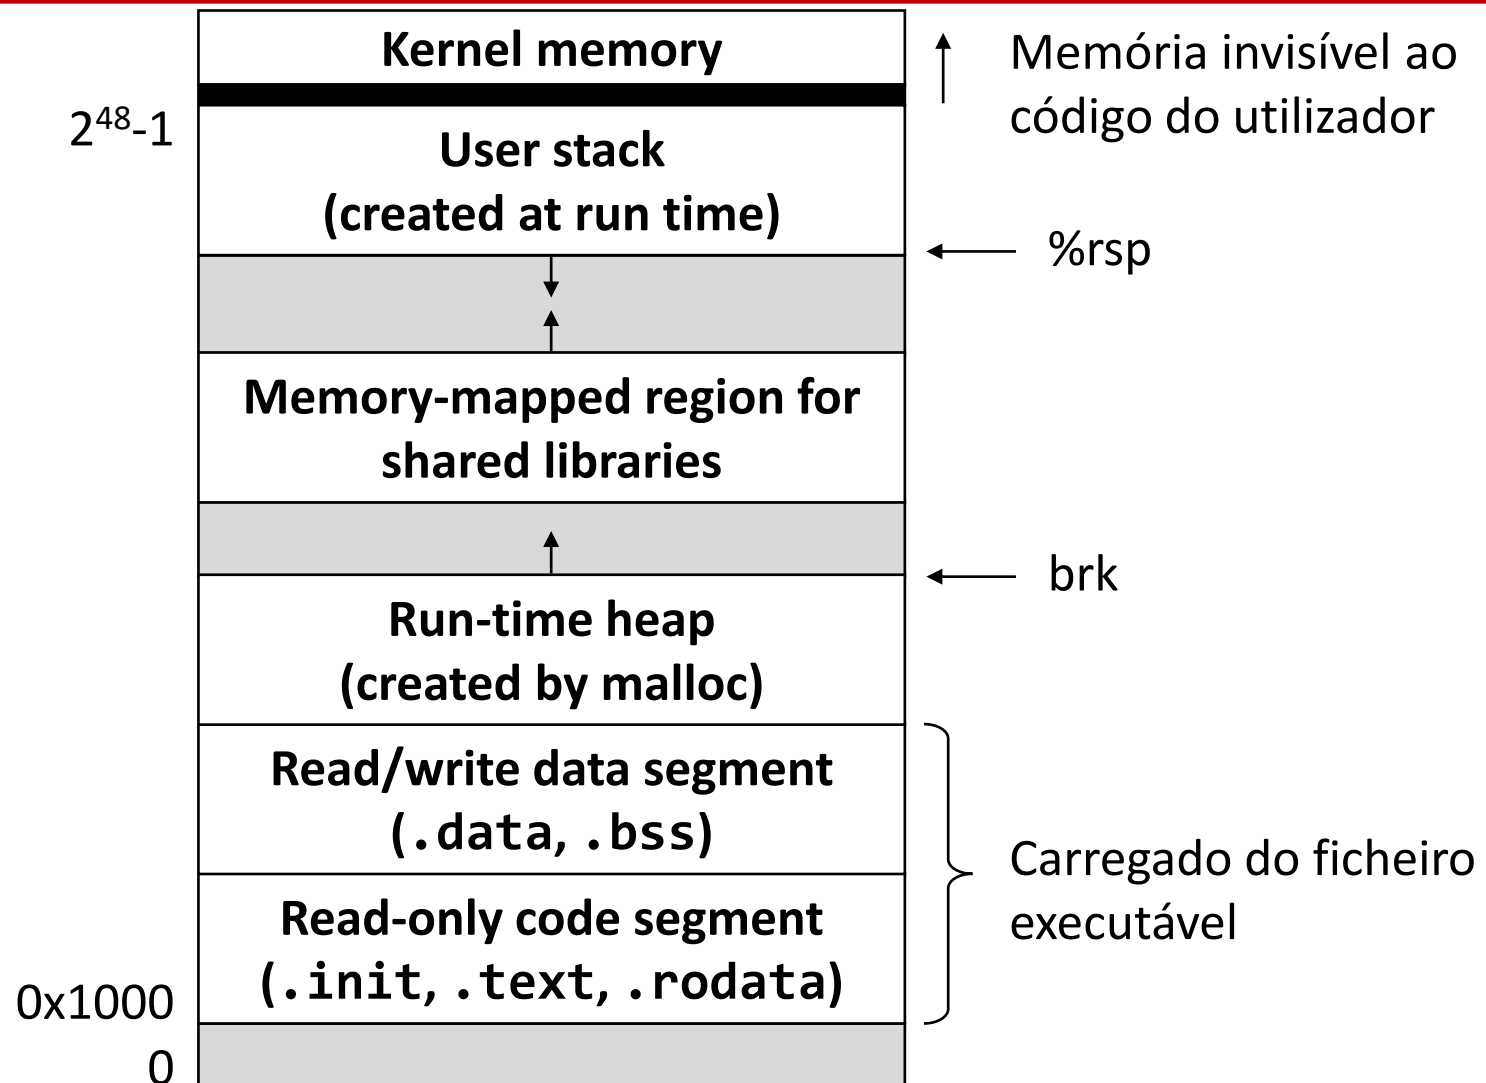 Kernel memory
Memória invisível ao
código do utilizador
2⁴⁸-1
User stack
(created at run time)
%rsp
Memory-mapped region for
shared libraries
brk
Run-time heap
(created by malloc)
Read/write data segment
(.data, .bss)
Carregado do ficheiro
executável
Read-only code segment
(.init, .text, .rodata)
0x1000
0